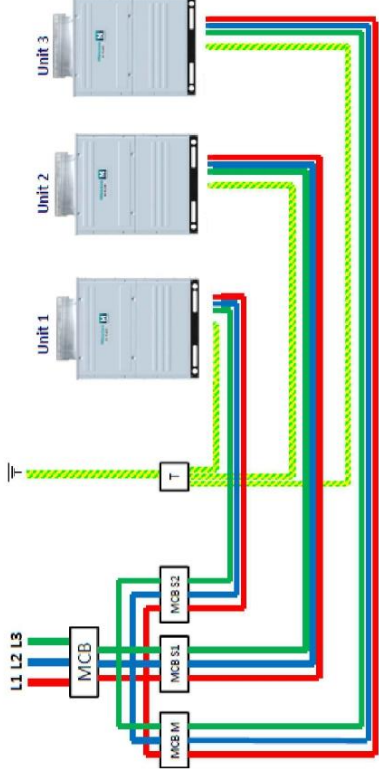 Unit 1
Unit 2
Unit 3
L1 L2 L3
MCB
T
MCB M
MCB S1
MCB S2